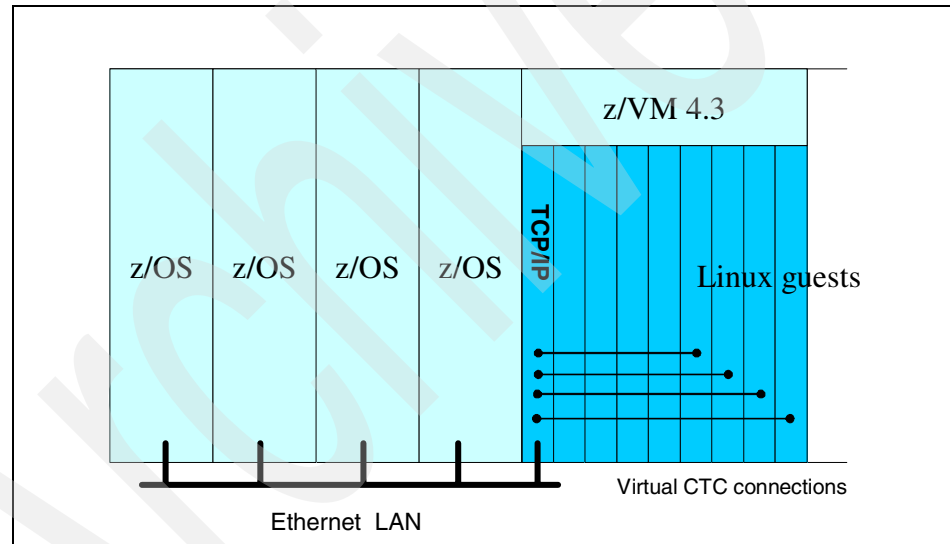 z/VM 4.3
TCP/IP
z/OS z/OS z/OS z/OS
Linux guests
Virtual CTC connections
Ethernet LAN